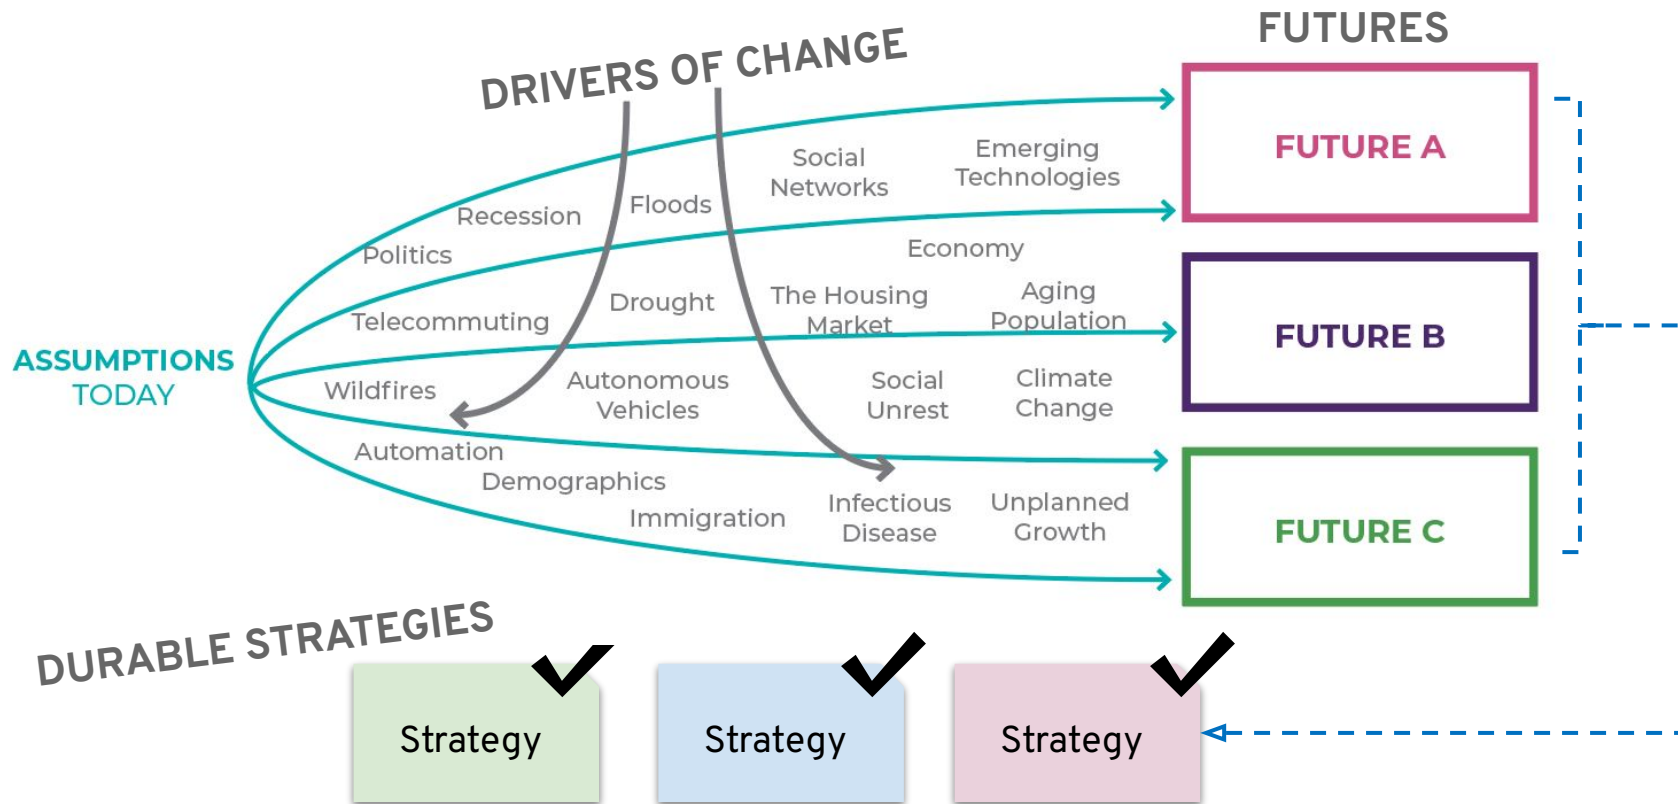 FUTURES
DRIVERS OF CHANGE
FUTURE A
Social
Networks
Emerging
Technologies
Recession
Floods
Politics
Economy
Telecommuting
Drought
The Housing
Market
Aging
Population
FUTURE B
ASSUMPTIONS
TODAY
Wildfires
Autonomous
Vehicles
Social
Unrest
Climate
Change
Automation
Demographics
Immigration
Infectious
Disease
Unplanned
Growth
FUTURE C
DURABLE STRATEGIES
Strategy
Strategy
Strategy